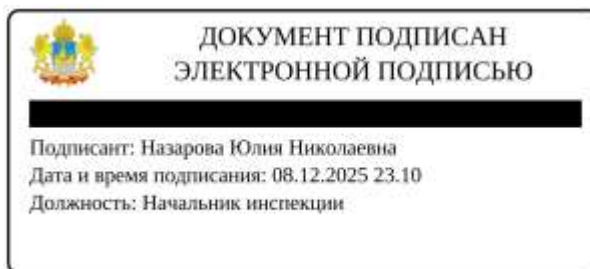 ДОКУМЕНТ ПОДПИСАН
ЭЛЕКТРОННОЙ ПОДПИСЬЮ
Подписант: Назарова Юлия Николаевна
Дата и время подписания: 08.12.2025 23.10
Должность: Начальник инспекции